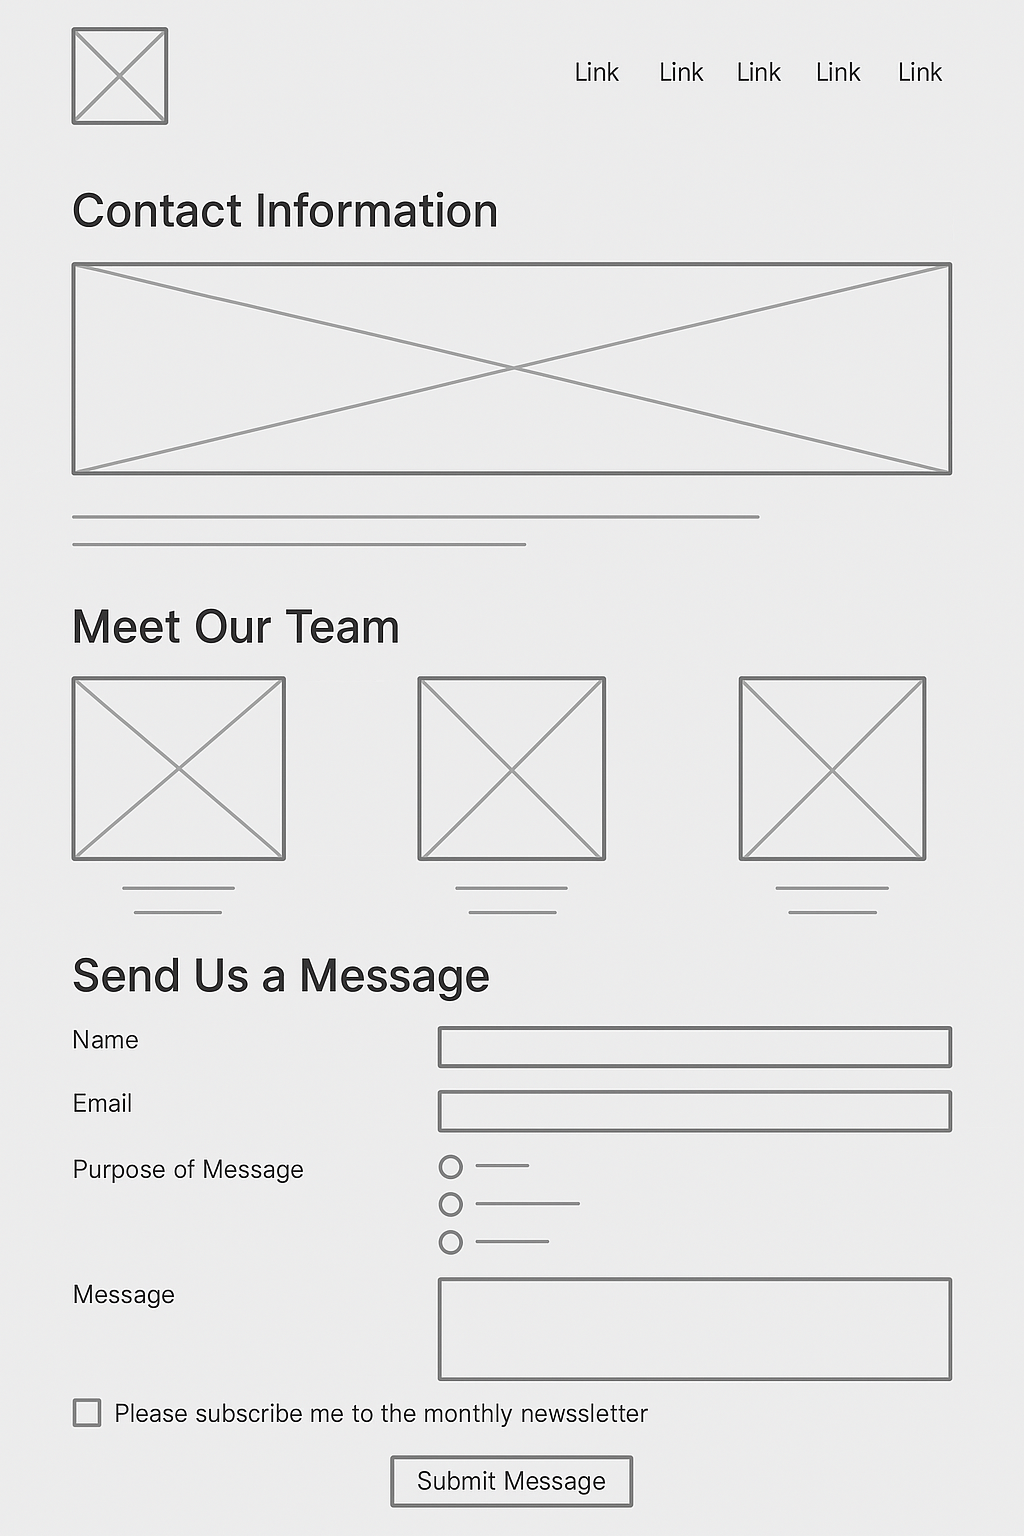 Link Link Link Link Link
Contact Information
Meet Our Team
Send Us a Message
Name
Email
Purpose of Message
Message
Please subscribe me to the monthly newssletter
Submit Message